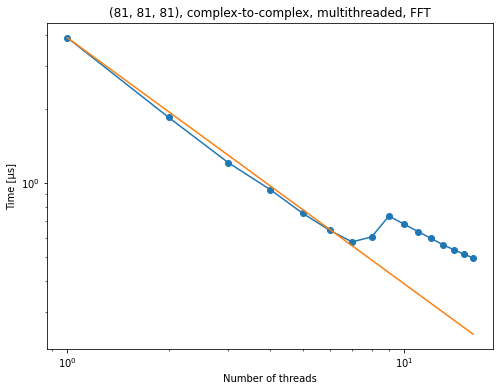 (81, 81, 81), complex-to-complex, multithreaded, FFT
Time [µs]
10⁰
10⁰
10¹
Number of threads